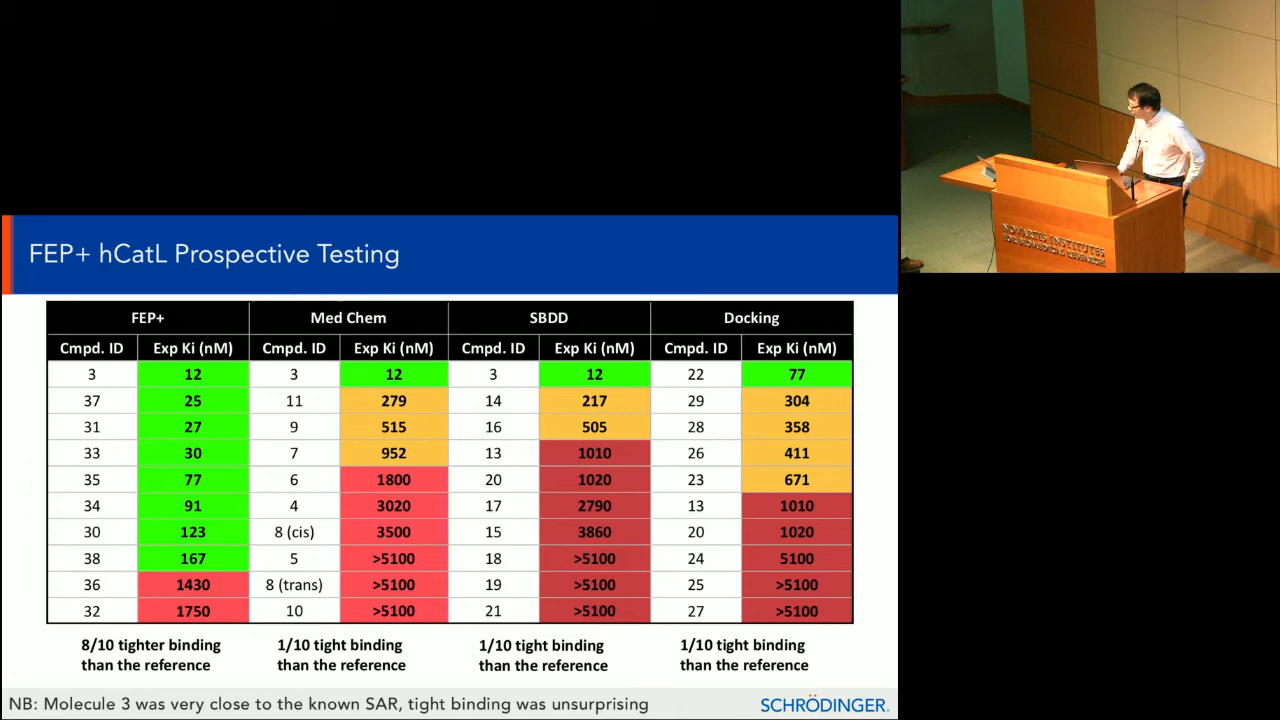 FEP+ hCatL Prospective Testing
FEP+ Med Chem SBDD Docking
Cmpd. ID Exp Ki (nM) Cmpd. ID Exp Ki (nM) Cmpd. ID Exp Ki (nM) Cmpd. ID Exp Ki (nM)
3 12 3 12 3 12 22 77
37 25 11 279 14 217 29 304
31 27 9 515 16 505 28 358
33 30 7 952 13 1010 26 411
35 77 6 1800 20 1020 23 671
34 91 4 3020 17 2790 13 1010
30 123 8 (cis) 3500 15 3860 20 1020
38 167 5 >5100 18 >5100 24 5100
36 1430 8 (trans) >5100 19 >5100 25 >5100
32 1750 10 >5100 21 >5100 27 >5100
8/10 tighter binding 1/10 tight binding 1/10 tight binding 1/10 tight binding
than the reference than the reference than the reference than the reference
NB: Molecule 3 was very close to the known SAR, tight binding was unsurprising
SCHRÖDINGER.
NOVARTIS INSTITUTES
FOR BIOMEDICAL RESEARCH